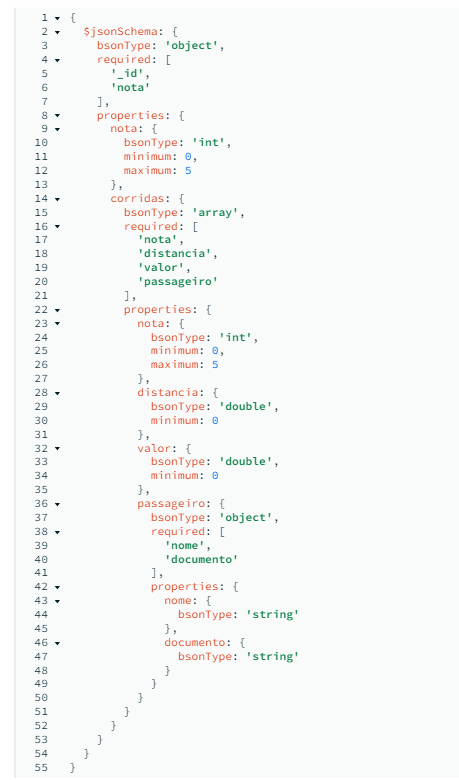 1 {
2   $jsonSchema: {
3     bsonType: 'object',
4     required: [
5       '_id',
6       'nota'
7     ],
8     properties: {
9       nota: {
10         bsonType: 'int',
11         minimum: 0,
12         maximum: 5
13       },
14       corridas: {
15         bsonType: 'array',
16         required: [
17           'nota',
18           'distancia',
19           'valor',
20           'passageiro'
21         ],
22         properties: {
23           nota: {
24             bsonType: 'int',
25             minimum: 0,
26             maximum: 5
27           },
28           distancia: {
29             bsonType: 'double',
30             minimum: 0
31           },
32           valor: {
33             bsonType: 'double',
34             minimum: 0
35           },
36           passageiro: {
37             bsonType: 'object',
38             required: [
39               'nome',
40               'documento'
41             ],
42             properties: {
43               nome: {
44                 bsonType: 'string'
45               },
46               documento: {
47                 bsonType: 'string'
48               }
49             }
50           }
51         }
52       }
53     }
54   }
55 }